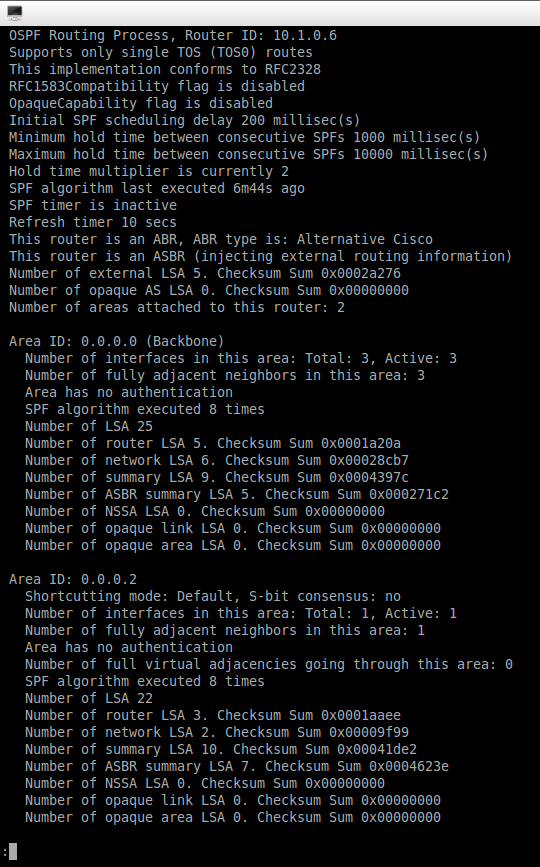 OSPF Routing Process, Router ID: 10.1.0.6
Supports only single TOS (TOS0) routes
This implementation conforms to RFC2328
RFC1583Compatibility flag is disabled
OpaqueCapability flag is disabled
Initial SPF scheduling delay 200 millisec(s)
Minimum hold time between consecutive SPFs 1000 millisec(s)
Maximum hold time between consecutive SPFs 10000 millisec(s)
Hold time multiplier is currently 2
SPF algorithm last executed 6m44s ago
SPF timer is inactive
Refresh timer 10 secs
This router is an ABR, ABR type is: Alternative Cisco
This router is an ASBR (injecting external routing information)
Number of external LSA 5. Checksum Sum 0x0002a276
Number of opaque AS LSA 0. Checksum Sum 0x00000000
Number of areas attached to this router: 2

Area ID: 0.0.0.0 (Backbone)
  Number of interfaces in this area: Total: 3, Active: 3
  Number of fully adjacent neighbors in this area: 3
  Area has no authentication
  SPF algorithm executed 8 times
  Number of LSA 25
  Number of router LSA 5. Checksum Sum 0x0001a20a
  Number of network LSA 6. Checksum Sum 0x00028cb7
  Number of summary LSA 9. Checksum Sum 0x0004397c
  Number of ASBR summary LSA 5. Checksum Sum 0x000271c2
  Number of NSSA LSA 0. Checksum Sum 0x00000000
  Number of opaque link LSA 0. Checksum Sum 0x00000000
  Number of opaque area LSA 0. Checksum Sum 0x00000000

Area ID: 0.0.0.2
  Shortcutting mode: Default, S-bit consensus: no
  Number of interfaces in this area: Total: 1, Active: 1
  Number of fully adjacent neighbors in this area: 1
  Area has no authentication
  Number of full virtual adjacencies going through this area: 0
  SPF algorithm executed 8 times
  Number of LSA 22
  Number of router LSA 3. Checksum Sum 0x0001aaee
  Number of network LSA 2. Checksum Sum 0x00009f99
  Number of summary LSA 10. Checksum Sum 0x00041de2
  Number of ASBR summary LSA 7. Checksum Sum 0x0004623e
  Number of NSSA LSA 0. Checksum Sum 0x00000000
  Number of opaque link LSA 0. Checksum Sum 0x00000000
  Number of opaque area LSA 0. Checksum Sum 0x00000000

: